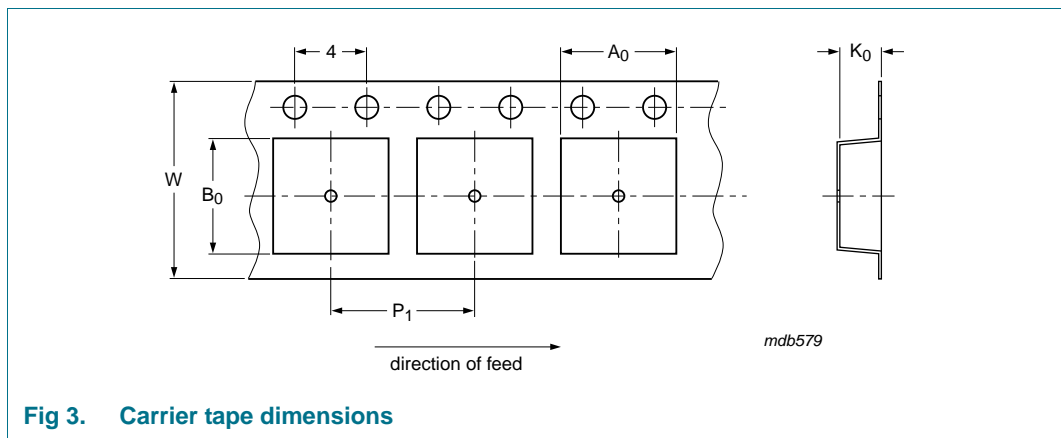 4
A0
K0
W
B0
P1
direction of feed
mdb579
Fig 3. Carrier tape dimensions